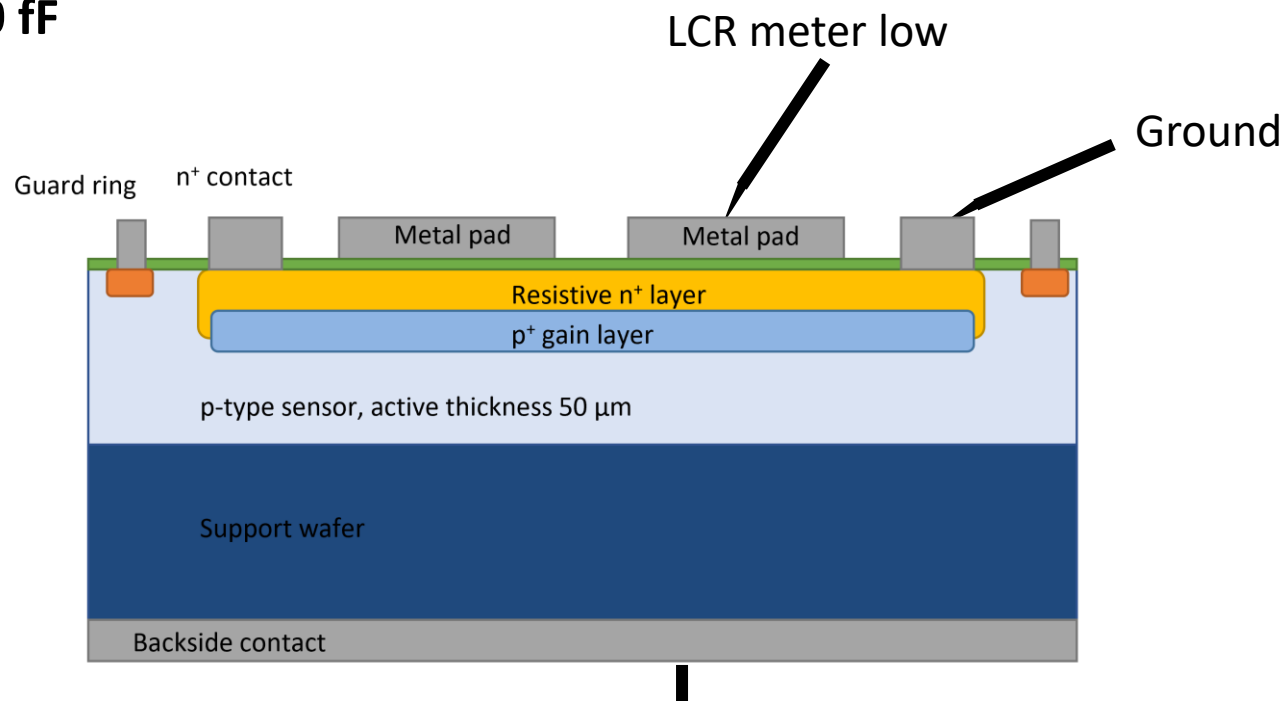 fF
LCR meter low
Ground
Guard ring
n⁺ contact
Metal pad
Metal pad
Resistive n⁺ layer
p⁺ gain layer
p-type sensor, active thickness 50 µm
Support wafer
Backside contact